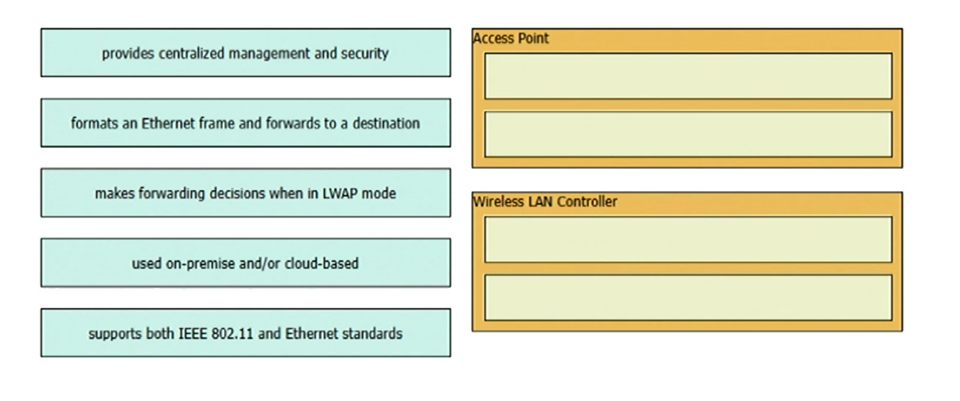 provides centralized management and security
formats an Ethernet frame and forwards to a destination
makes forwarding decisions when in LWAP mode
used on-premise and/or cloud-based
supports both IEEE 802.11 and Ethernet standards
Access Point
Wireless LAN Controller